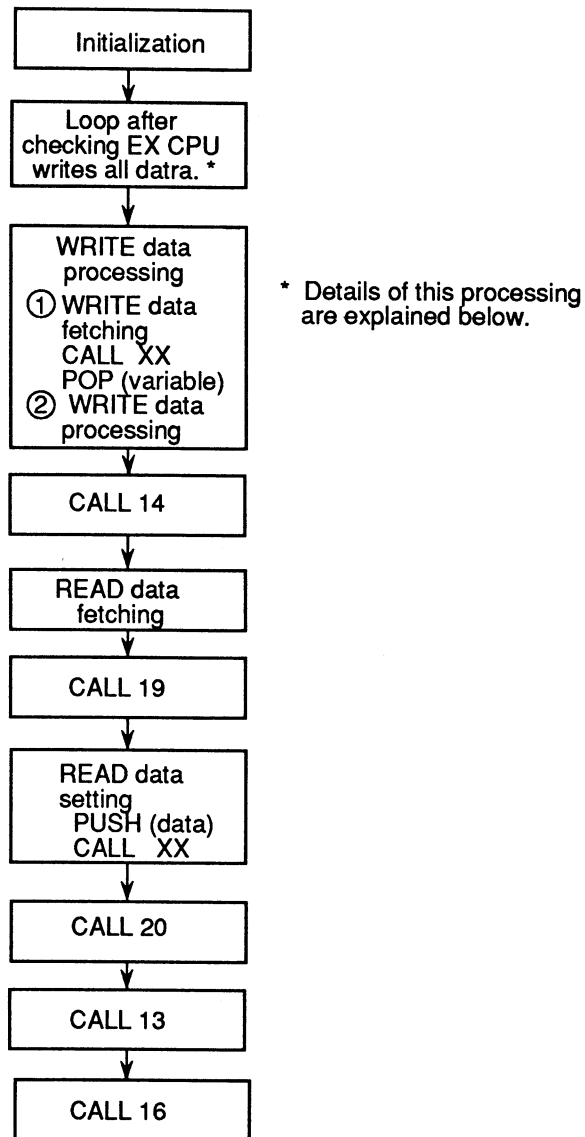 Initialization
Loop after
checking EX CPU
writes all datra. *
WRITE data
processing
① WRITE data
fetching
CALL XX
POP (variable)
② WRITE data
processing
* Details of this processing
are explained below.
CALL 14
READ data
fetching
CALL 19
READ data
setting
PUSH (data)
CALL XX
CALL 20
CALL 13
CALL 16